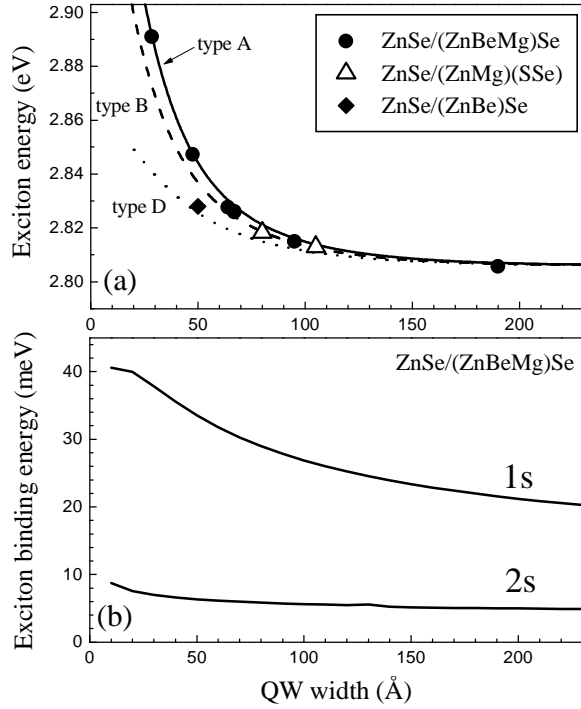 2.90
2.88
2.86
2.84
2.82
2.80
Exciton energy (eV)
type A
type B
type D
ZnSe/(ZnBeMg)Se
ZnSe/(ZnMg)(SSe)
ZnSe/(ZnBe)Se
(a)
0 50 100 150 200
40
30
20
10
0
Exciton binding energy (meV)
ZnSe/(ZnBeMg)Se
1s
2s
(b)
0 50 100 150 200
QW width (Å)